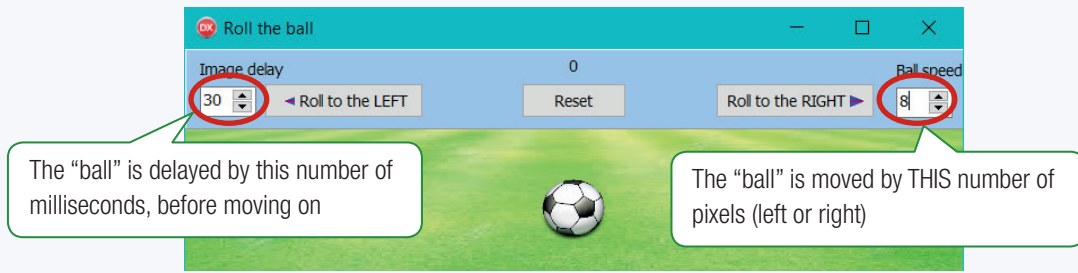 DX Roll the ball
Image delay 0 Ball speed
30 Roll to the LEFT Reset Roll to the RIGHT 8
The “ball” is delayed by this number of
milliseconds, before moving on
The “ball” is moved by THIS number of
pixels (left or right)